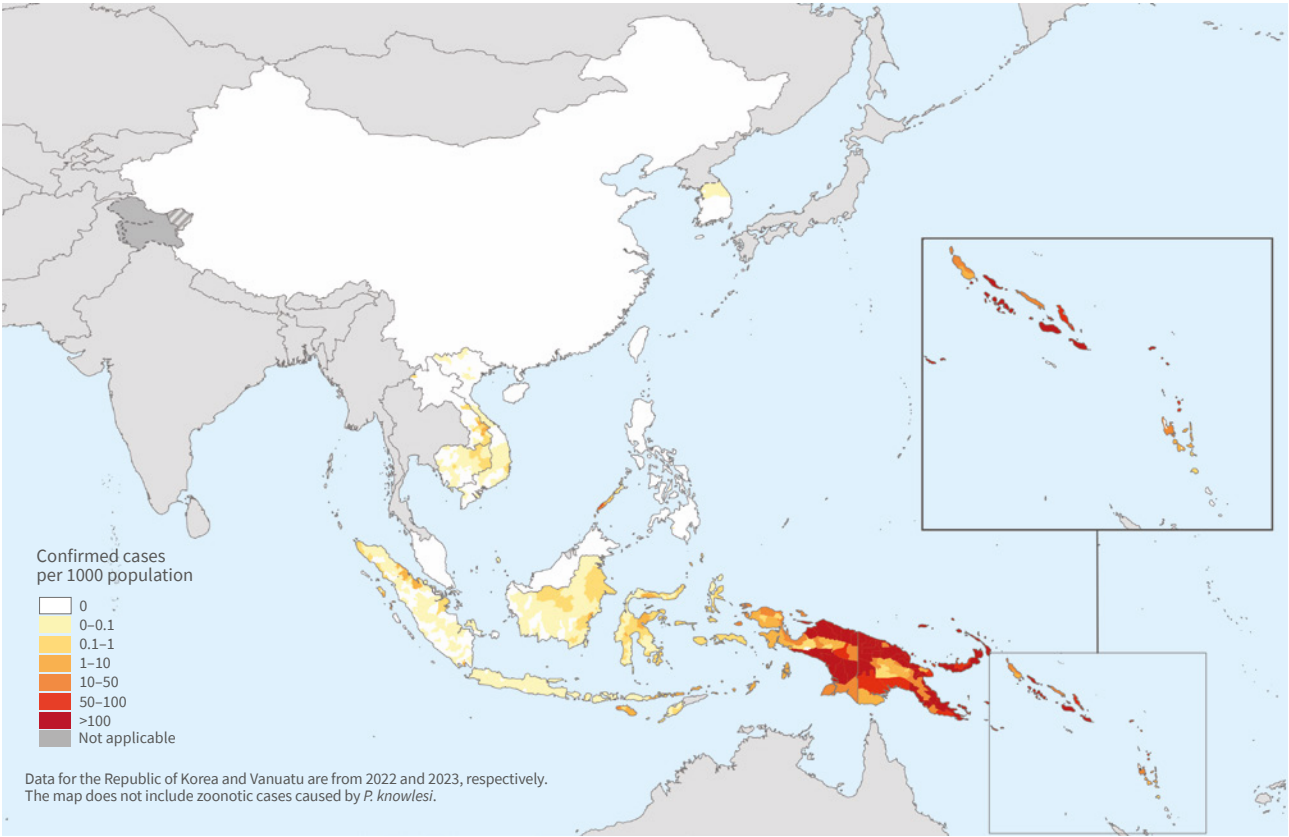 Confirmed cases
per 1000 population
0
0–0.1
0.1–1
1–10
10–50
50–100
>100
Not applicable
Data for the Republic of Korea and Vanuatu are from 2022 and 2023, respectively.
The map does not include zoonotic cases caused by P. knowlesi.